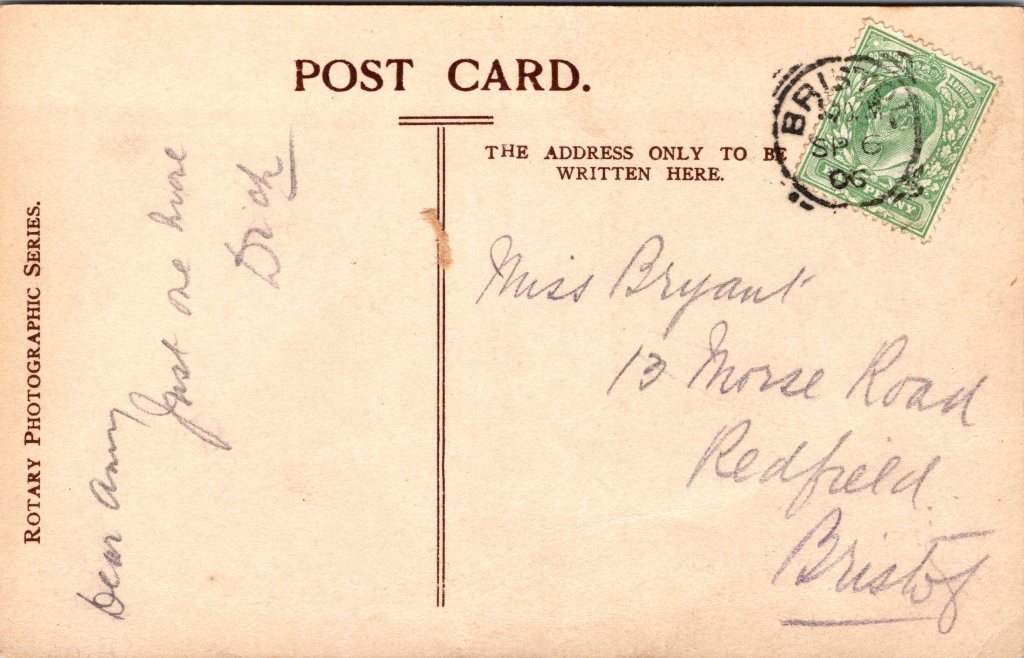 POST CARD.
THE ADDRESS ONLY TO BE
WRITTEN HERE.
ROTARY PHOTOGRAPHIC SERIES.
Dear Amy
Just one more
Dick
Miss Bryant
13 Morse Road
Redfield
Bristol
BRISTOL
SP 6
06